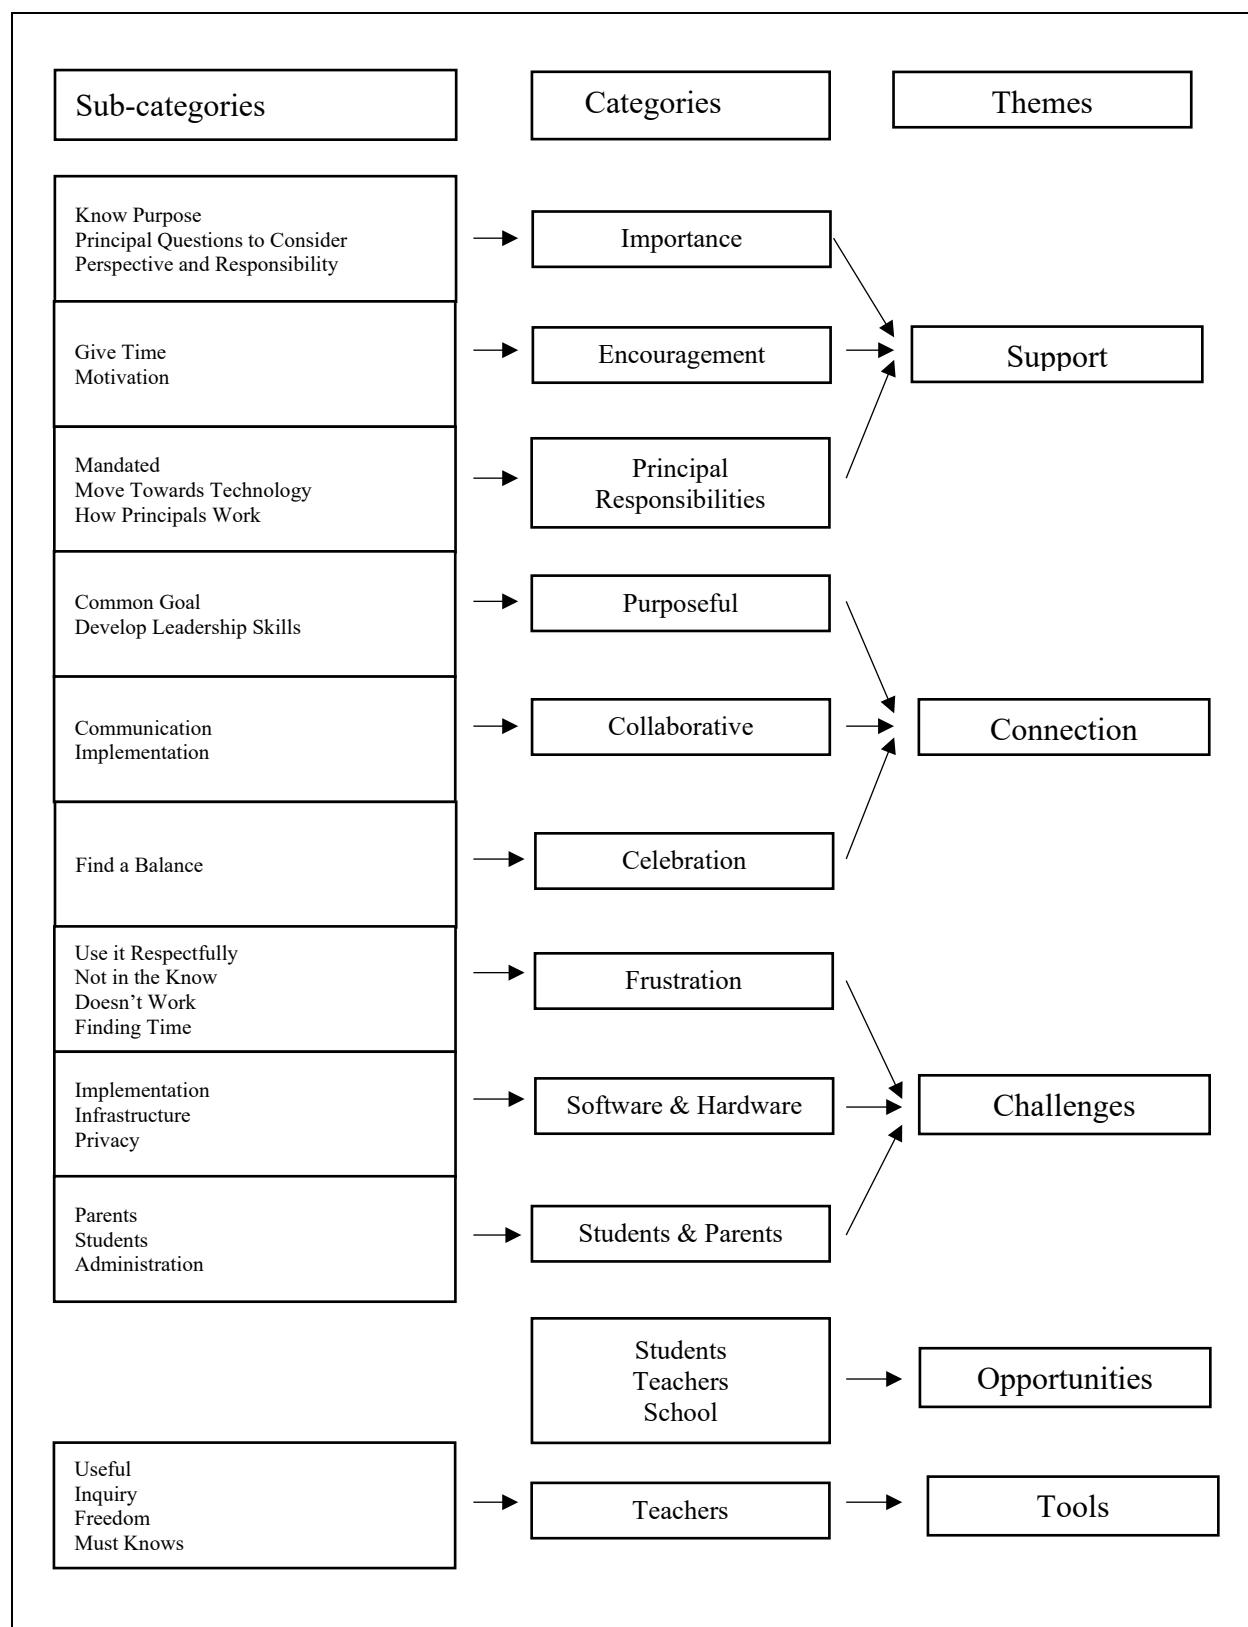 Sub-categories
Categories
Themes
Know Purpose
Principal Questions to Consider
Perspective and Responsibility
Importance
Give Time
Motivation
Encouragement
Support
Mandated
Move Towards Technology
How Principals Work
Principal
Responsibilities
Common Goal
Develop Leadership Skills
Purposeful
Communication
Implementation
Collaborative
Connection
Find a Balance
Celebration
Use it Respectfully
Not in the Know
Doesn’t Work
Finding Time
Frustration
Implementation
Infrastructure
Privacy
Software & Hardware
Challenges
Parents
Students
Administration
Students & Parents
Students
Teachers
School
Opportunities
Useful
Inquiry
Freedom
Must Knows
Teachers
Tools